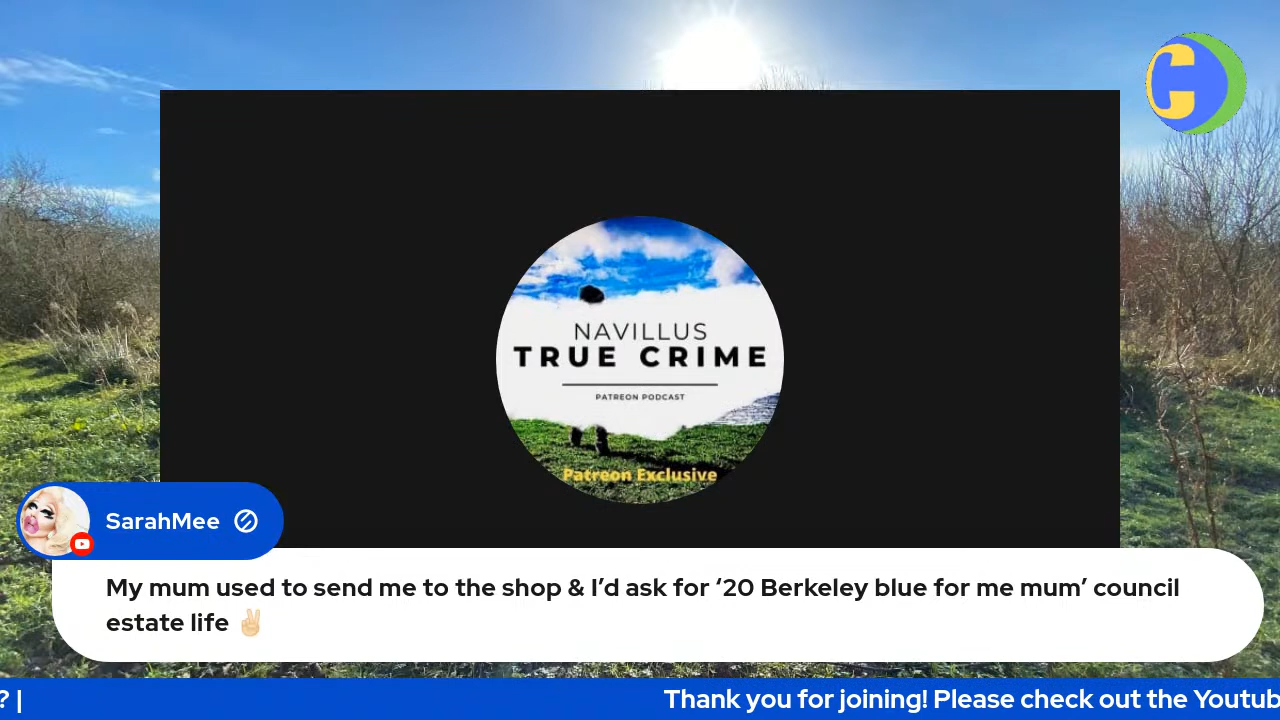 NAVILLUS
TRUE CRIME
PATREON PODCAST
Patreon Exclusive
SarahMee
My mum used to send me to the shop & I’d ask for ‘20 Berkeley blue for me mum’ council
estate life ✌🏻
? | Thank you for joining! Please check out the Youtub